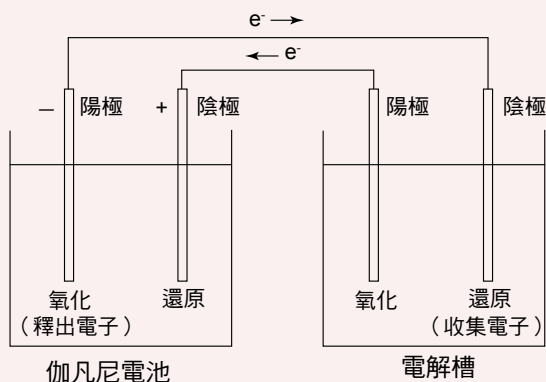 e⁻ →
← e⁻
− 陽極 + 陰極 陽極 陰極
氧化 還原 氧化 還原
(釋出電子) (收集電子)
伽凡尼電池 電解槽